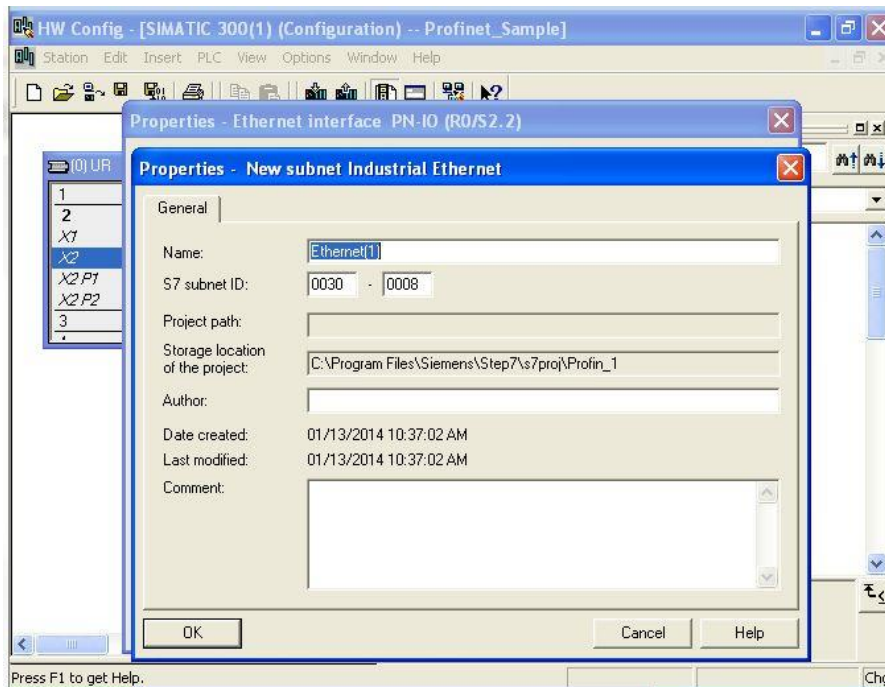 HW Config - [SIMATIC 300(1) (Configuration) -- Profinet_Sample]
Station Edit Insert PLC View Options Window Help
Properties - Ethernet interface PN-IO (R0/S2.2)
(0) UR
1
2
X1
X2
X2 P1
X2 P2
3
Properties - New subnet Industrial Ethernet
General
Name: Ethernet(1)
S7 subnet ID: 0030 - 0008
Project path:
Storage location
of the project: C:\Program Files\Siemens\Step7\s7proj\Profin_1
Author:
Date created: 01/13/2014 10:37:02 AM
Last modified: 01/13/2014 10:37:02 AM
Comment:
OK Cancel Help
Press F1 to get Help.